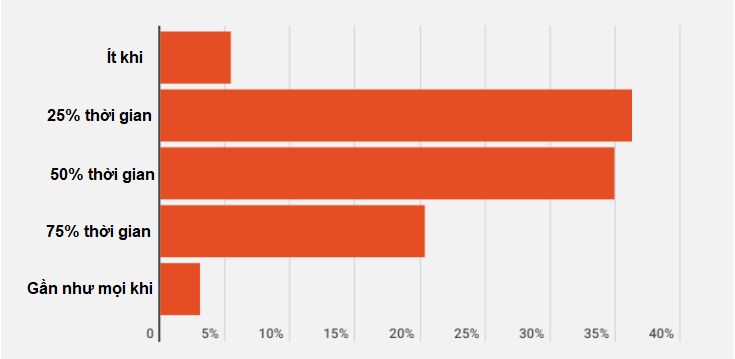 Ít khi
25% thời gian
50% thời gian
75% thời gian
Gần như mọi khi
0 5% 10% 15% 20% 25% 30% 35% 40%